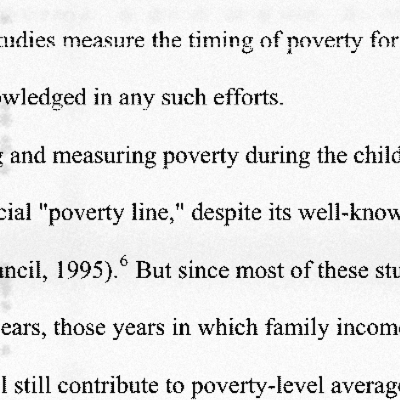 tudies measure the timing of poverty for
owledged in any such efforts.
g and measuring poverty during the child
cial "poverty line," despite its well-know
uncil, 1995).6 But since most of these stu
ears, those years in which family income
l still contribute to poverty-level average